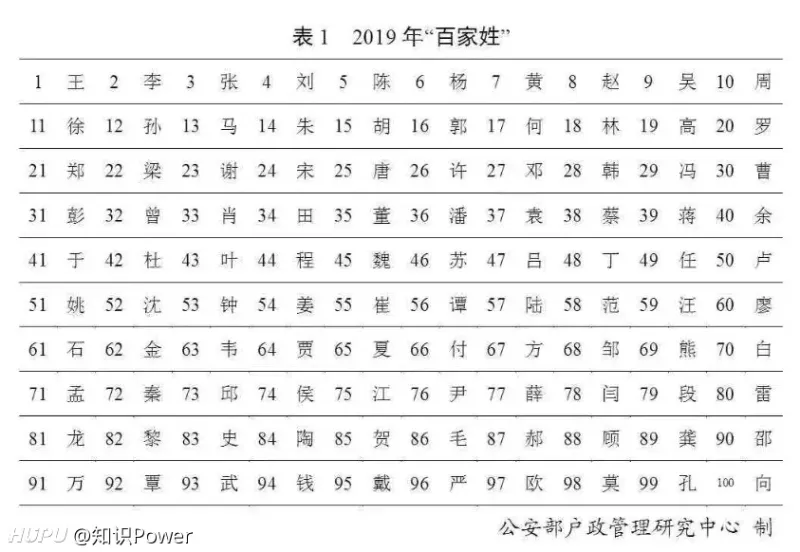 表1 2019年“百家姓”
1 王 2 李 3 张 4 刘 5 陈 6 杨 7 黄 8 赵 9 吴 10 周
11 徐 12 孙 13 马 14 朱 15 胡 16 郭 17 何 18 林 19 高 20 罗
21 郑 22 梁 23 谢 24 宋 25 唐 26 许 27 邓 28 韩 29 冯 30 曹
31 彭 32 曾 33 肖 34 田 35 董 36 潘 37 袁 38 蔡 39 蒋 40 余
41 于 42 杜 43 叶 44 程 45 魏 46 苏 47 吕 48 丁 49 任 50 卢
51 姚 52 沈 53 钟 54 姜 55 崔 56 谭 57 陆 58 范 59 汪 60 廖
61 石 62 金 63 韦 64 贾 65 夏 66 付 67 方 68 邹 69 熊 70 白
71 孟 72 秦 73 邱 74 侯 75 江 76 尹 77 薛 78 闫 79 段 80 雷
81 龙 82 黎 83 史 84 陶 85 贺 86 毛 87 郝 88 顾 89 龚 90 邵
91 万 92 覃 93 武 94 钱 95 戴 96 严 97 欧 98 莫 99 孔 100 向
公安部户政管理研究中心 制
HUPU @知识Power